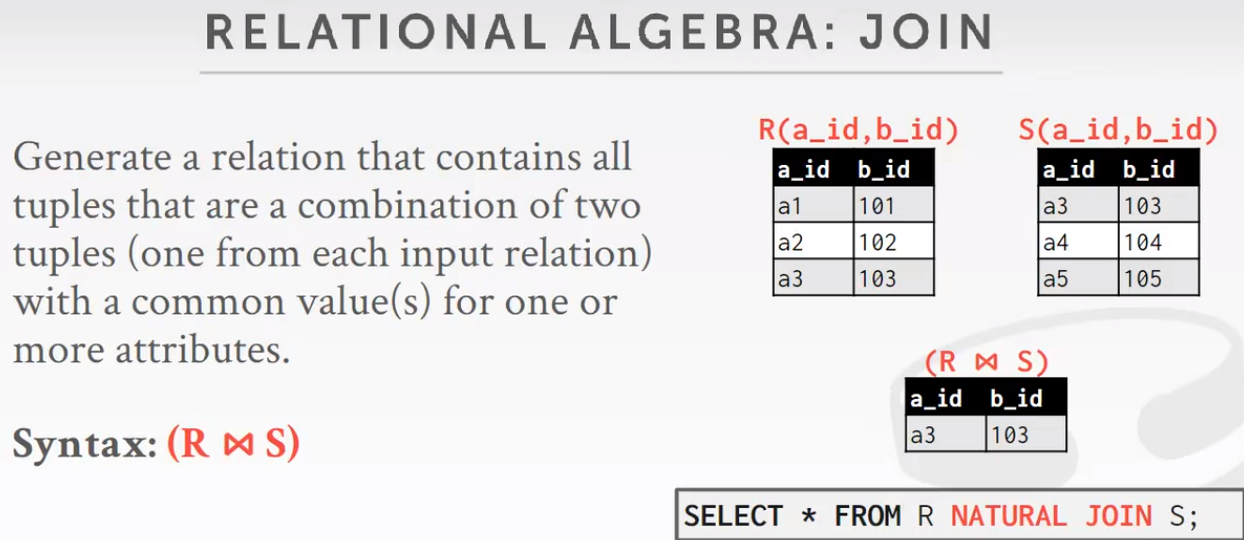 RELATIONAL ALGEBRA: JOIN
Generate a relation that contains all
tuples that are a combination of two
tuples (one from each input relation)
with a common value(s) for one or
more attributes.
Syntax: (R ⋈ S)
R(a_id,b_id)
a_id b_id
a1 101
a2 102
a3 103
S(a_id,b_id)
a_id b_id
a3 103
a4 104
a5 105
(R ⋈ S)
a_id b_id
a3 103
SELECT * FROM R NATURAL JOIN S;